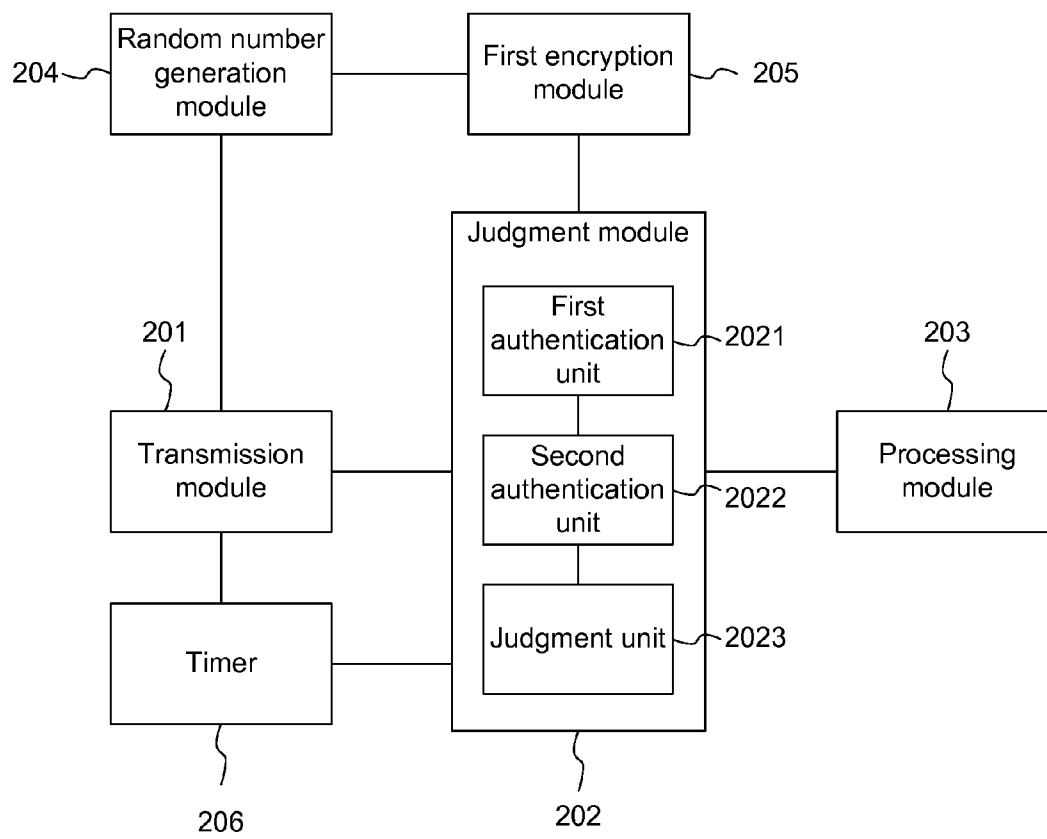 Random number
generation
module
204
First encryption
module
205
Judgment module
First
authentication
unit
2021
201
203
Transmission
module
Second
authentication
unit
2022
Processing
module
Timer
Judgment unit
2023
206
202